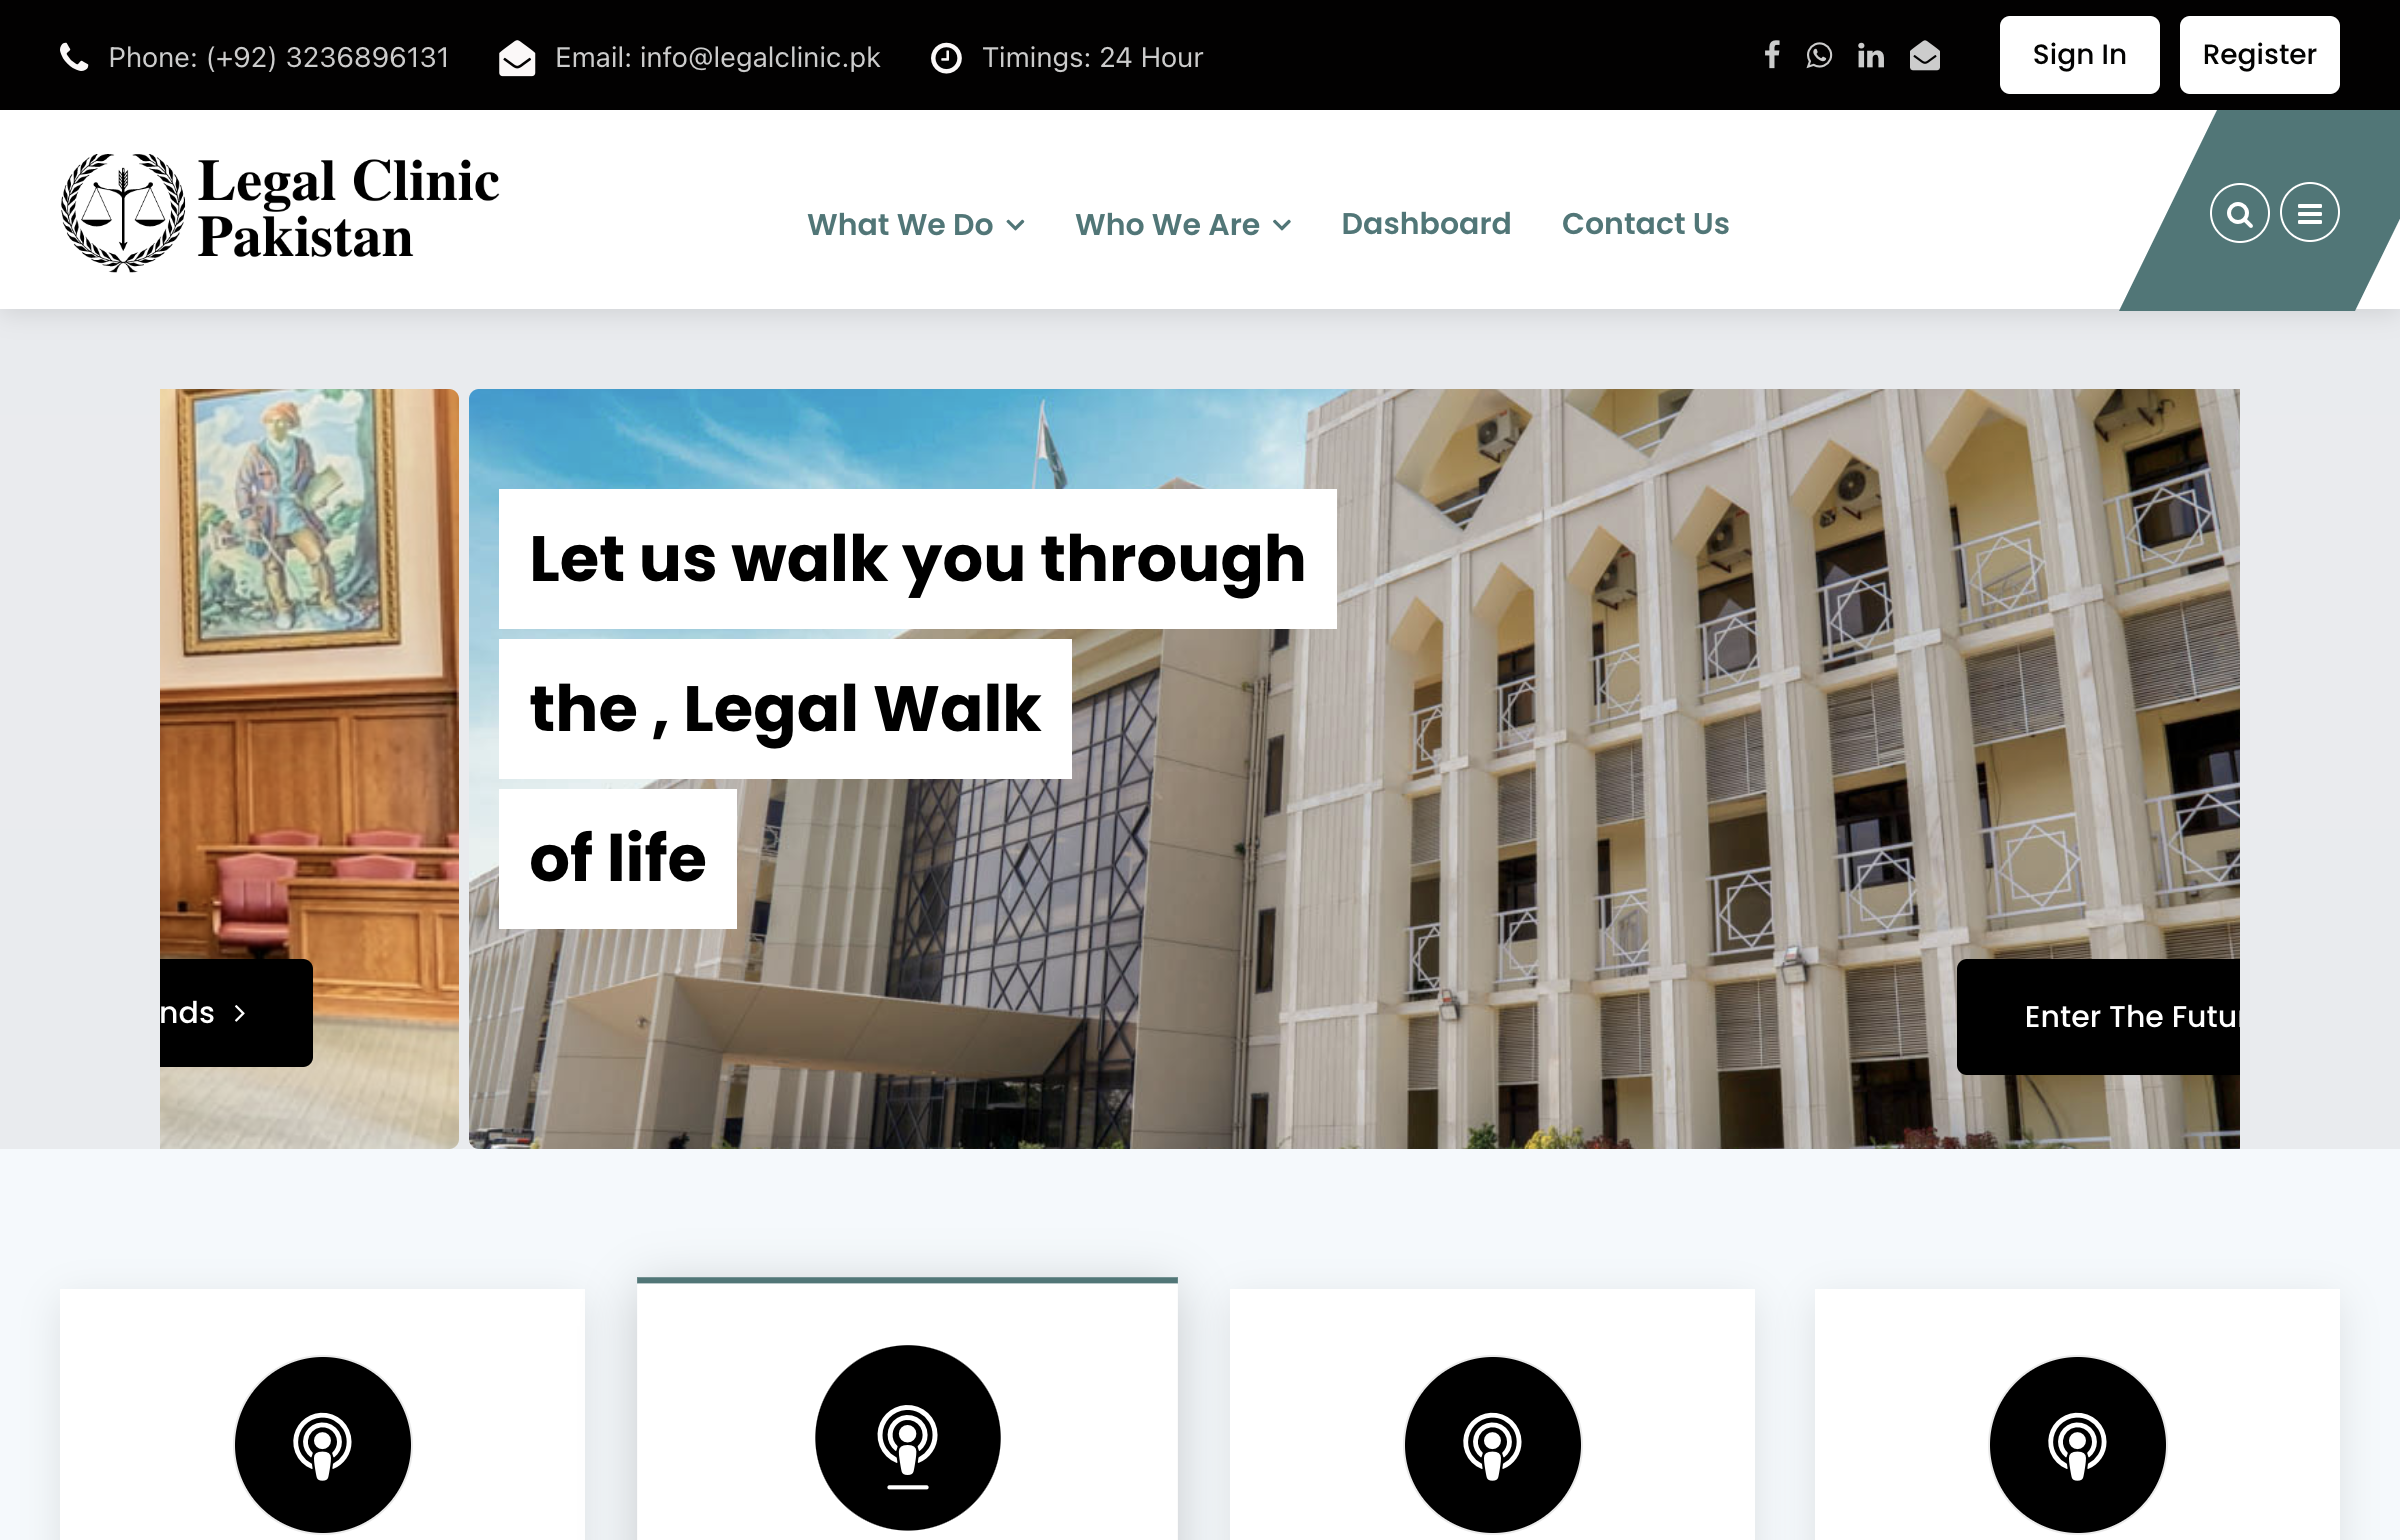 Phone: (+92) 3236896131
Email: info@legalclinic.pk
Timings: 24 Hour
Sign In
Register
Legal Clinic
Pakistan
What We Do
Who We Are
Dashboard
Contact Us
Let us walk you through
the , Legal Walk
of life
nds
Enter The Futu